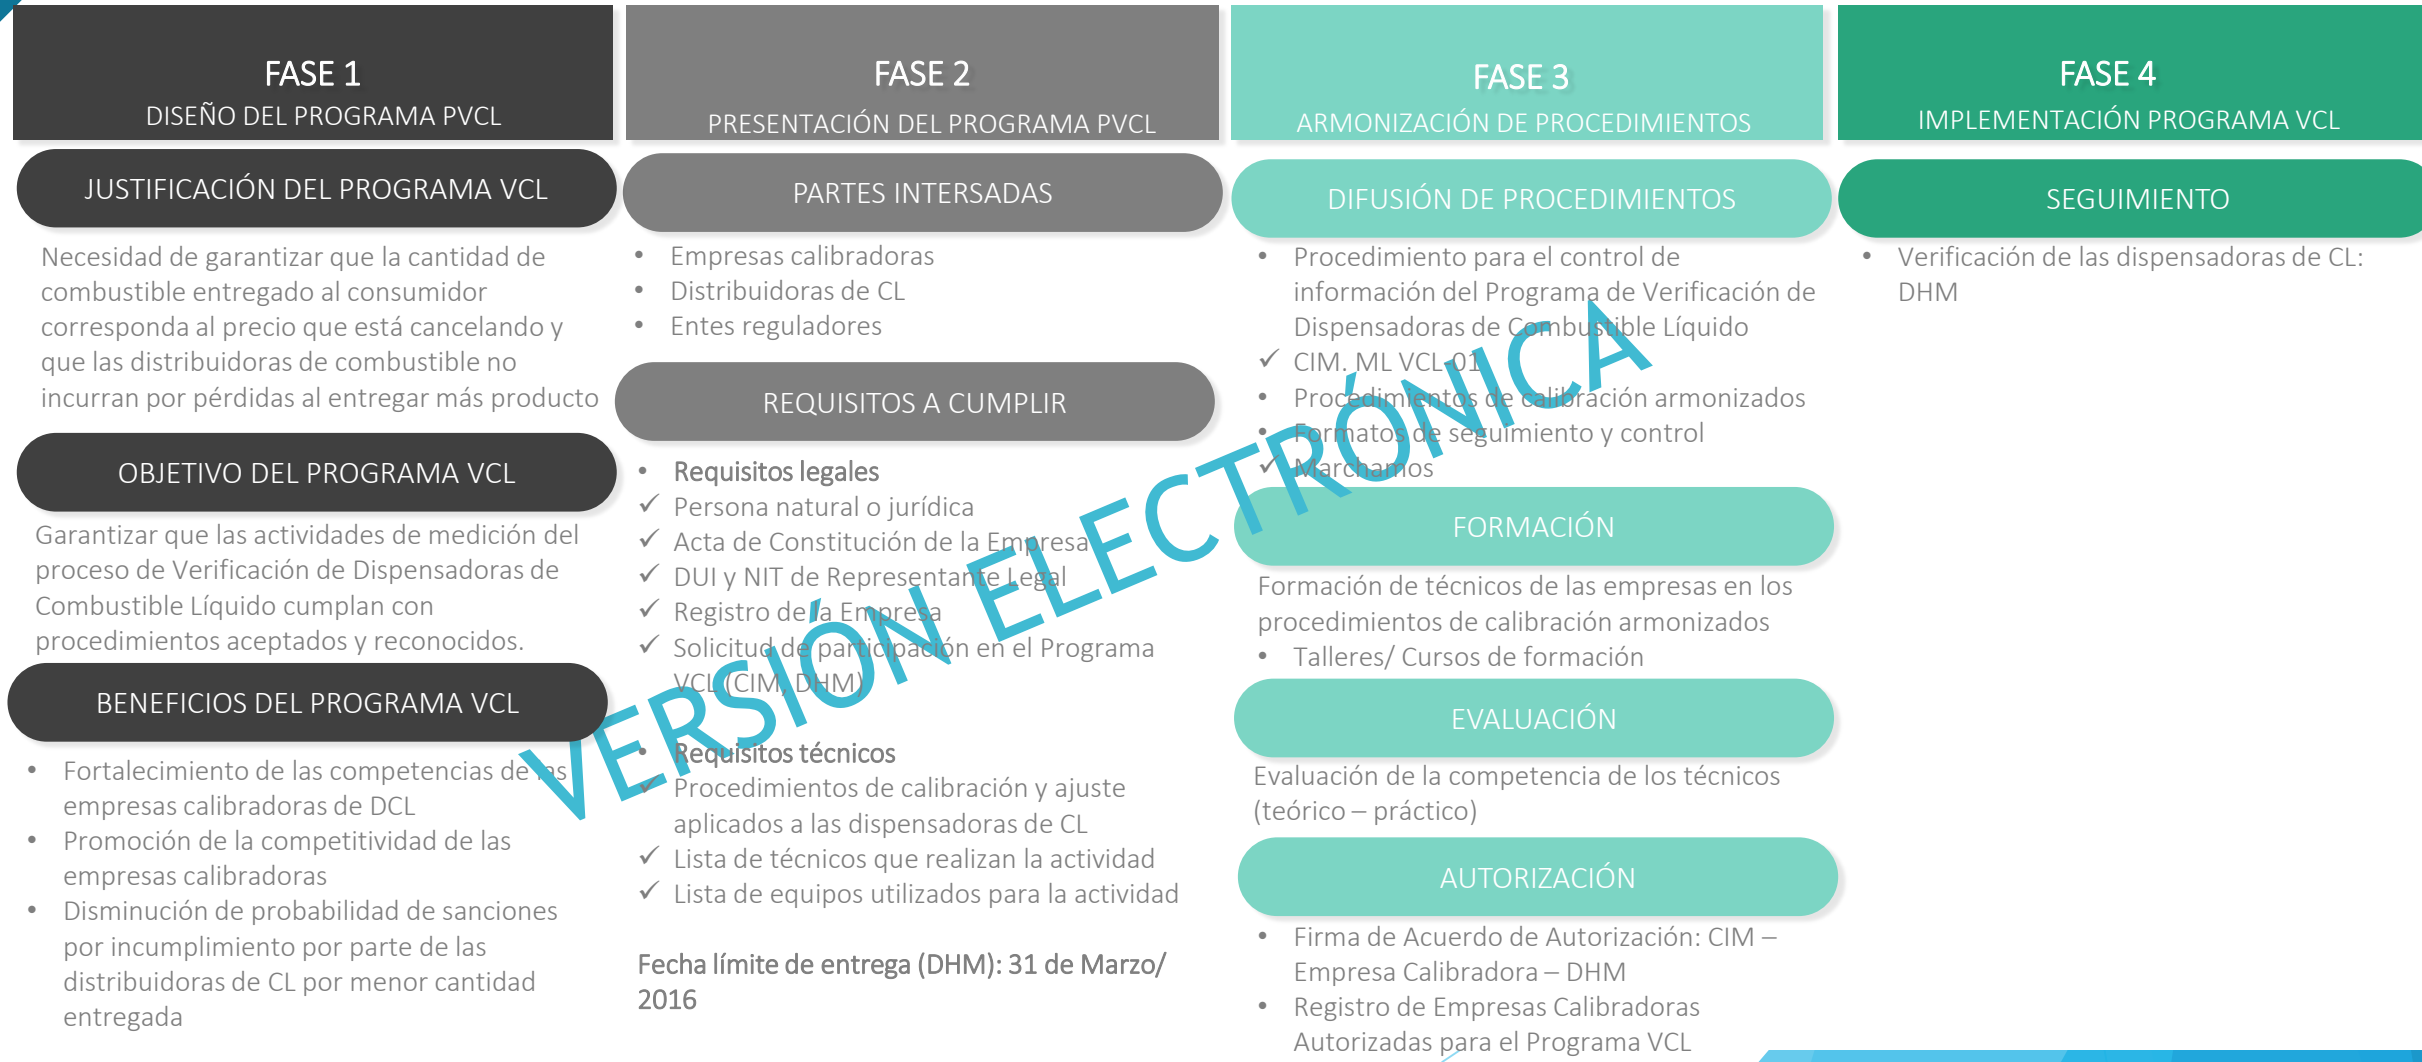 FASE 1
DISEÑO DEL PROGRAMA PVCL
JUSTIFICACIÓN DEL PROGRAMA VCL
Necesidad de garantizar que la cantidad de
combustible entregado al consumidor
corresponda al precio que está cancelando y
que las distribuidoras de combustible no
incurran por pérdidas al entregar más producto
OBJETIVO DEL PROGRAMA VCL
Garantizar que las actividades de medición del
proceso de Verificación de Dispensadoras de
Combustible Líquido cumplan con
procedimientos aceptados y reconocidos.
BENEFICIOS DEL PROGRAMA VCL
• Fortalecimiento de las competencias de las
empresas calibradoras de DCL
• Promoción de la competitividad de las
empresas calibradoras
• Disminución de probabilidad de sanciones
por incumplimiento por parte de las
distribuidoras de CL por menor cantidad
entregada
FASE 2
PRESENTACIÓN DEL PROGRAMA PVCL
PARTES INTERSADAS
• Empresas calibradoras
• Distribuidoras de CL
• Entes reguladores
REQUISITOS A CUMPLIR
• Requisitos legales
✓ Persona natural o jurídica
✓ Acta de Constitución de la Empresa
✓ DUI y NIT de Representante Legal
✓ Registro de la Empresa
✓ Solicitud de participación en el Programa
VCL (CIM, DHM)
• Requisitos técnicos
✓ Procedimientos de calibración y ajuste
aplicados a las dispensadoras de CL
✓ Lista de técnicos que realizan la actividad
✓ Lista de equipos utilizados para la actividad
Fecha límite de entrega (DHM): 31 de Marzo/
2016
FASE 3
ARMONIZACIÓN DE PROCEDIMIENTOS
DIFUSIÓN DE PROCEDIMIENTOS
• Procedimiento para el control de
información del Programa de Verificación de
Dispensadoras de Combustible Líquido
✓ CIM. ML VCL-01
• Procedimientos de calibración armonizados
• Formatos de seguimiento y control
✓ Marchamos
FORMACIÓN
Formación de técnicos de las empresas en los
procedimientos de calibración armonizados
• Talleres/ Cursos de formación
EVALUACIÓN
Evaluación de la competencia de los técnicos
(teórico – práctico)
AUTORIZACIÓN
• Firma de Acuerdo de Autorización: CIM –
Empresa Calibradora – DHM
• Registro de Empresas Calibradoras
Autorizadas para el Programa VCL
FASE 4
IMPLEMENTACIÓN PROGRAMA VCL
SEGUIMIENTO
• Verificación de las dispensadoras de CL:
DHM
VERSIÓN ELECTRÓNICA